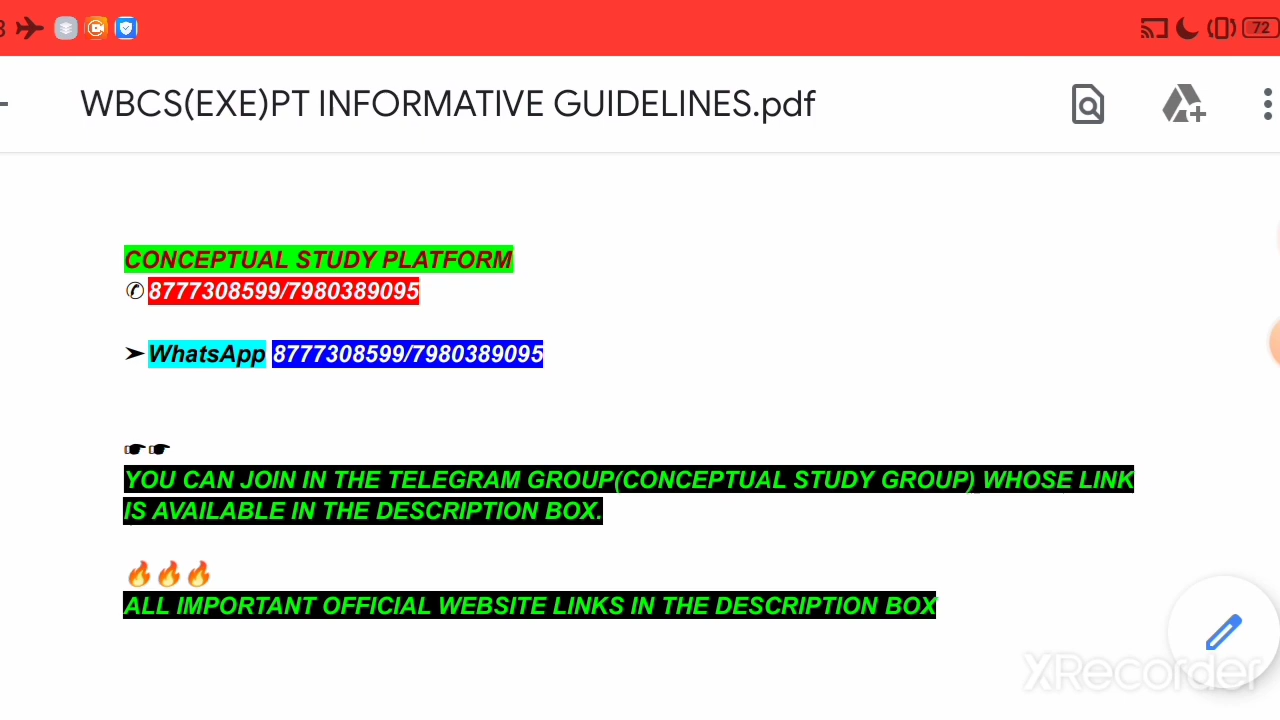 72
WBCS(EXE)PT INFORMATIVE GUIDELINES.pdf
CONCEPTUAL STUDY PLATFORM
✆8777308599/7980389095
➤WhatsApp 8777308599/7980389095
☛☛
YOU CAN JOIN IN THE TELEGRAM GROUP(CONCEPTUAL STUDY GROUP) WHOSE LINK
IS AVAILABLE IN THE DESCRIPTION BOX.
🔥🔥🔥
ALL IMPORTANT OFFICIAL WEBSITE LINKS IN THE DESCRIPTION BOX
XRecorder